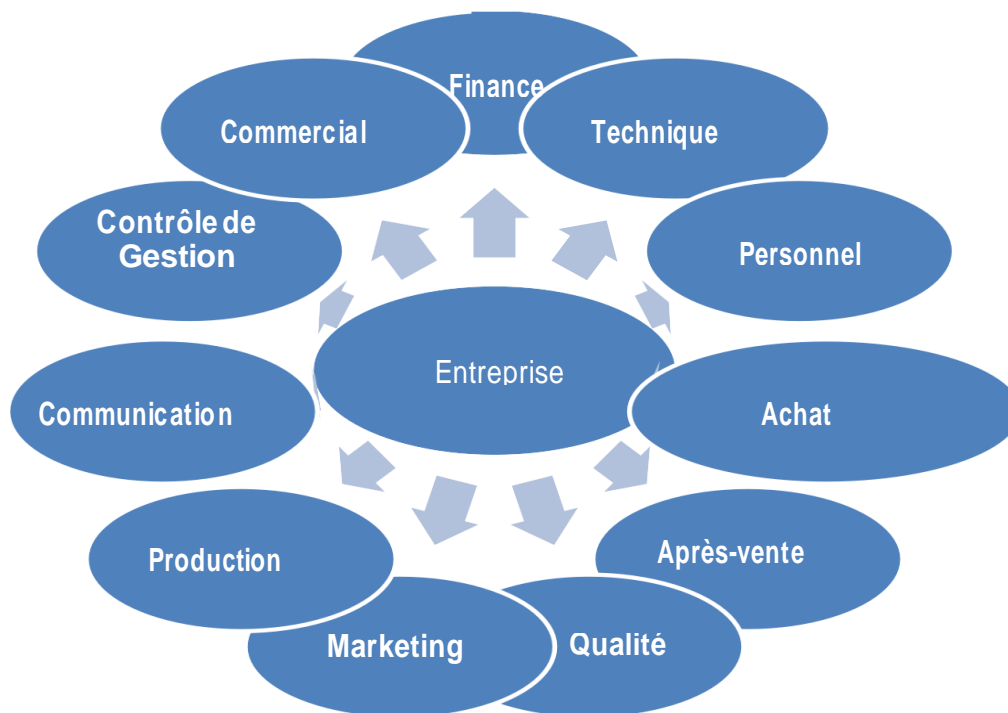 Finance
Commercial
Technique
Contrôle de
Gestion
Personnel
Entreprise
Communication
Achat
Production
Après-vente
Marketing
Qualité